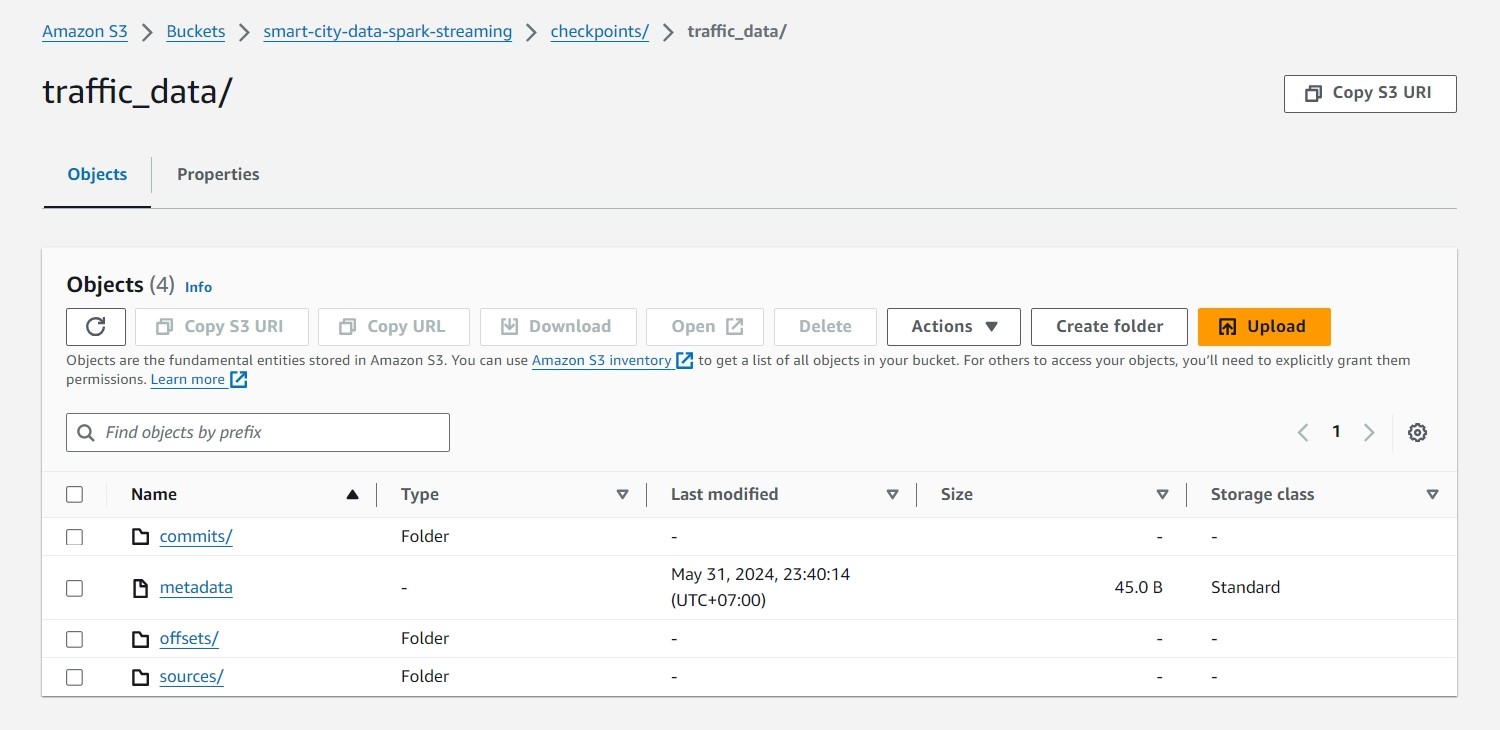 Amazon S3 > Buckets > smart-city-data-spark-streaming > checkpoints/ > traffic_data/
traffic_data/
Copy S3 URI
Objects Properties
Objects (4) Info
Copy S3 URI Copy URL Download Open Delete Actions Create folder Upload
Objects are the fundamental entities stored in Amazon S3. You can use Amazon S3 inventory to get a list of all objects in your bucket. For others to access your objects, you’ll need to explicitly grant them
permissions. Learn more
Find objects by prefix
1
Name Type Last modified Size Storage class
commits/ Folder - - -
metadata - May 31, 2024, 23:40:14 (UTC+07:00) 45.0 B Standard
offsets/ Folder - - -
sources/ Folder - - -